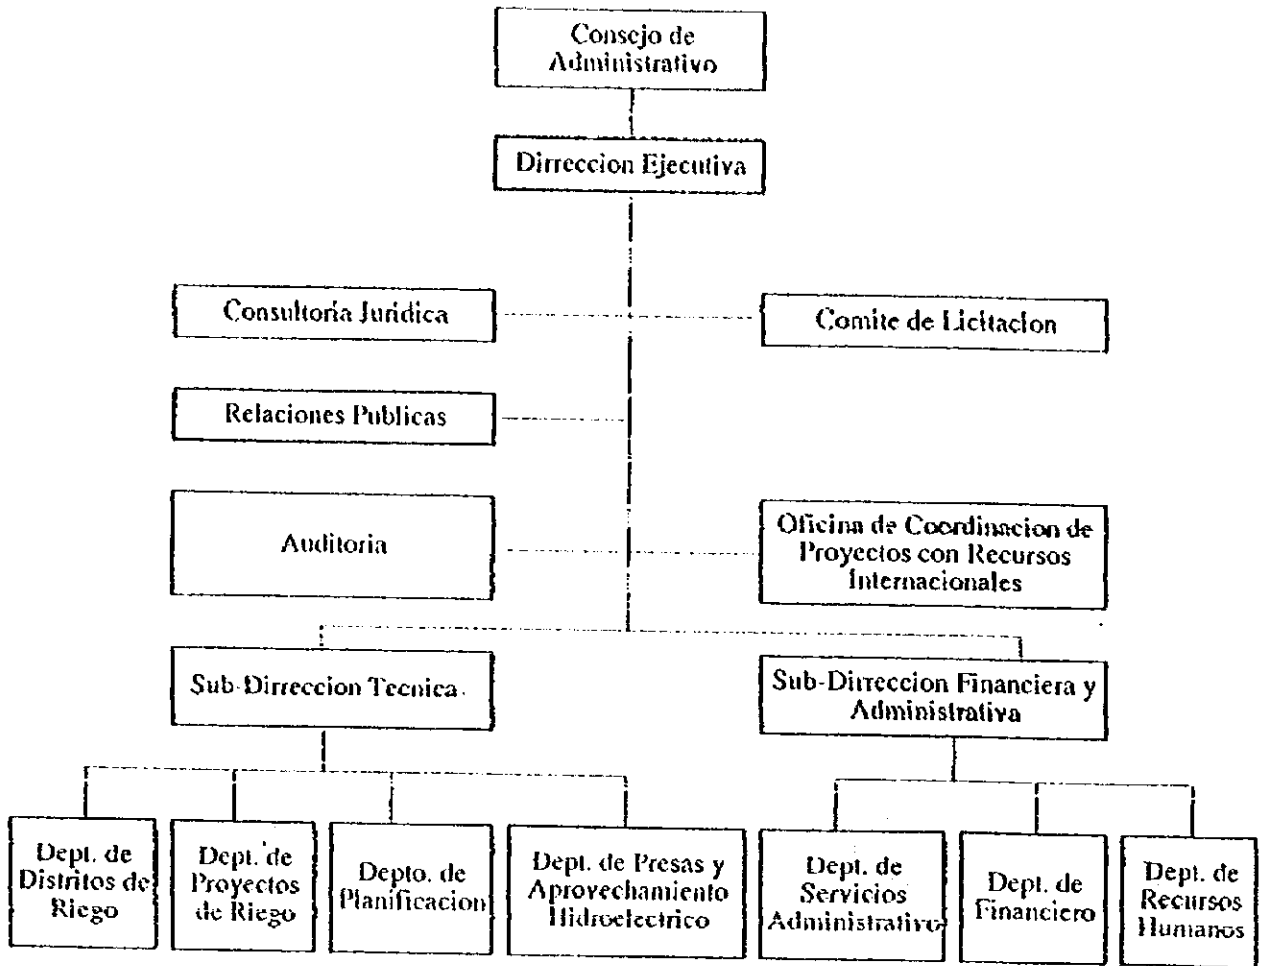 Consejo de
Administrativo
Dirreccion Ejecutiva
Consultoría Juridica
Comite de Licitacion
Relaciones Publicas
Auditoria
Oficina de Coordinacion de
Proyectos con Recursos
Internacionales
Sub-Dirreccion Tecnica
Sub-Dirreccion Financiera y
Administrativa
Dept. de
Distritos de
Riego
Dept. de
Proyectos
de Riego
Depto. de
Planificacion
Dept. de Presas y
Aprovechamiento
Hidroelectrico
Dept. de
Servicios
Administrativo
Dept. de
Financiero
Dept. de
Recursos
Humanos